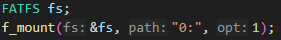 FATFS fs;
f_mount(fs: &fs, path: "0:", opt: 1);